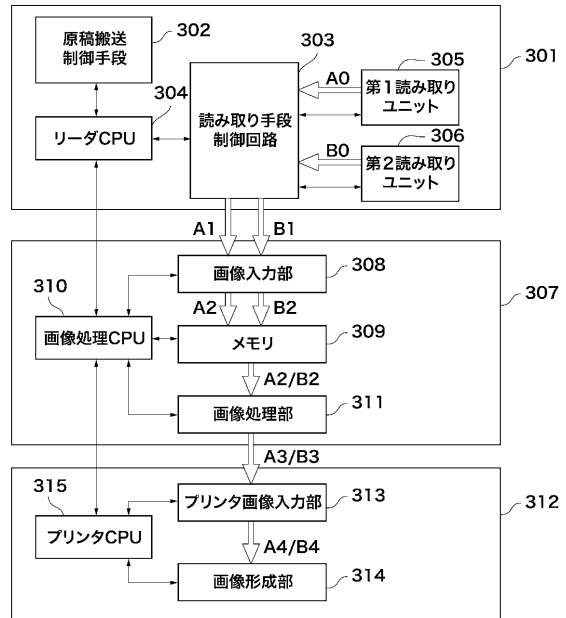 原稿搬送
制御手段
302
303
304
読み取り手段
制御回路
A0
305
第1読み取り
ユニット
301
リーダCPU
B0
306
第2読み取り
ユニット
A1
B1
画像入力部
308
307
310
A2
B2
画像処理CPU
メモリ
309
A2/B2
画像処理部
311
A3/B3
315
プリンタ画像入力部
313
312
プリンタCPU
A4/B4
画像形成部
314